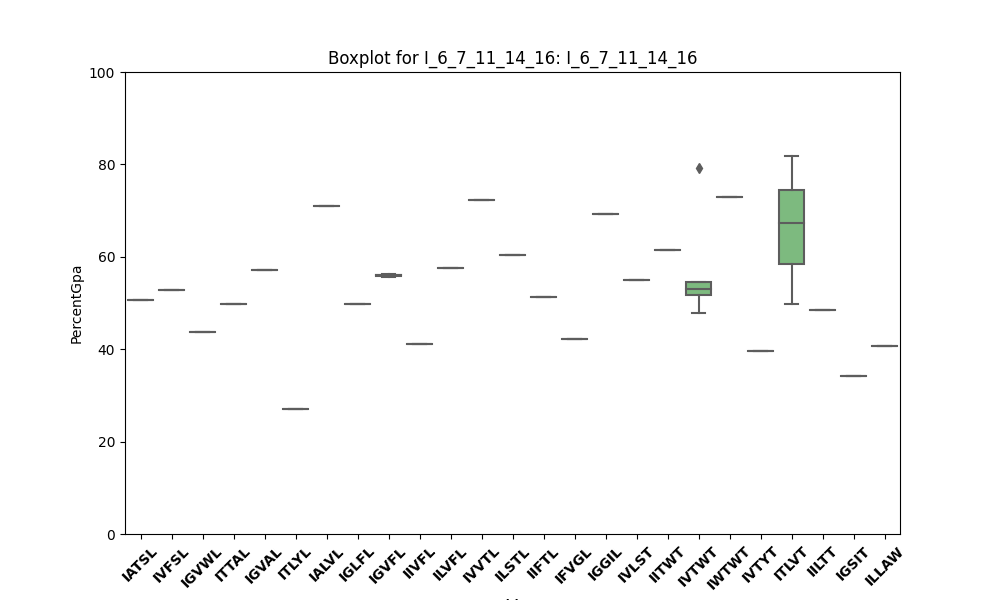 Boxplot for I_6_7_11_14_16: I_6_7_11_14_16
100
80
60
40
20
0
PercentGpa
IATSL IVFSL IGVWL ITTAL IGVAL ITLYL IALVL IGLFL IGVFL IIVFL ILVFL IVVTL ILSTL IIFTL IFVGL IGGIL IVLST IITWT IVTWT IWTWT IVTYT ITLVT IILTT IGSIT ILLAW